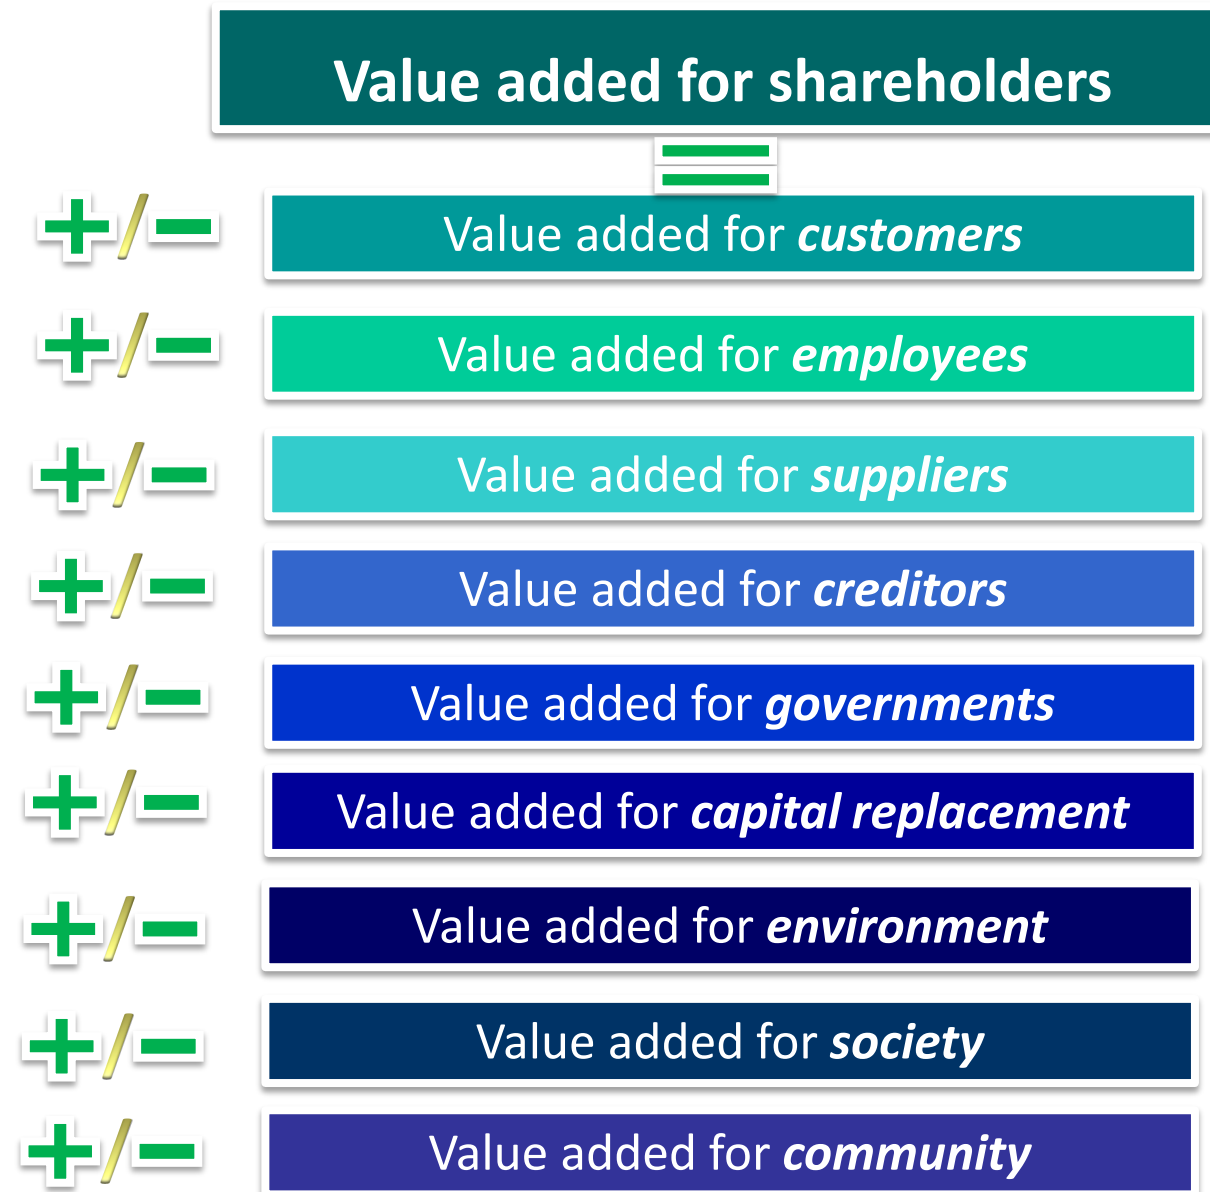 Value added for shareholders
=
+/− Value added for customers
+/− Value added for employees
+/− Value added for suppliers
+/− Value added for creditors
+/− Value added for governments
+/− Value added for capital replacement
+/− Value added for environment
+/− Value added for society
+/− Value added for community